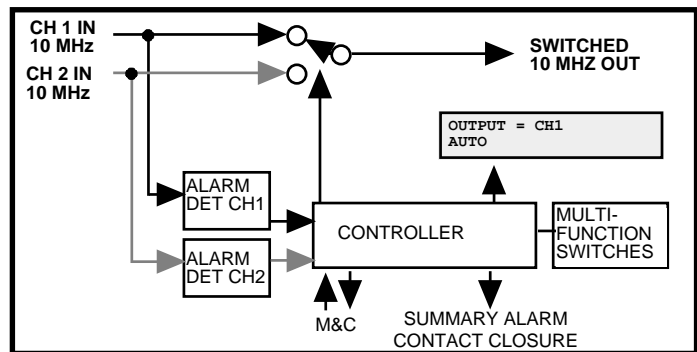 CH 1 IN
10 MHz
SWITCHED
10 MHZ OUT
CH 2 IN
10 MHz
OUTPUT = CH1
AUTO
ALARM
DET CH1
CONTROLLER
MULTI-
FUNCTION
SWITCHES
ALARM
DET CH2
M&C
SUMMARY ALARM
CONTACT CLOSURE